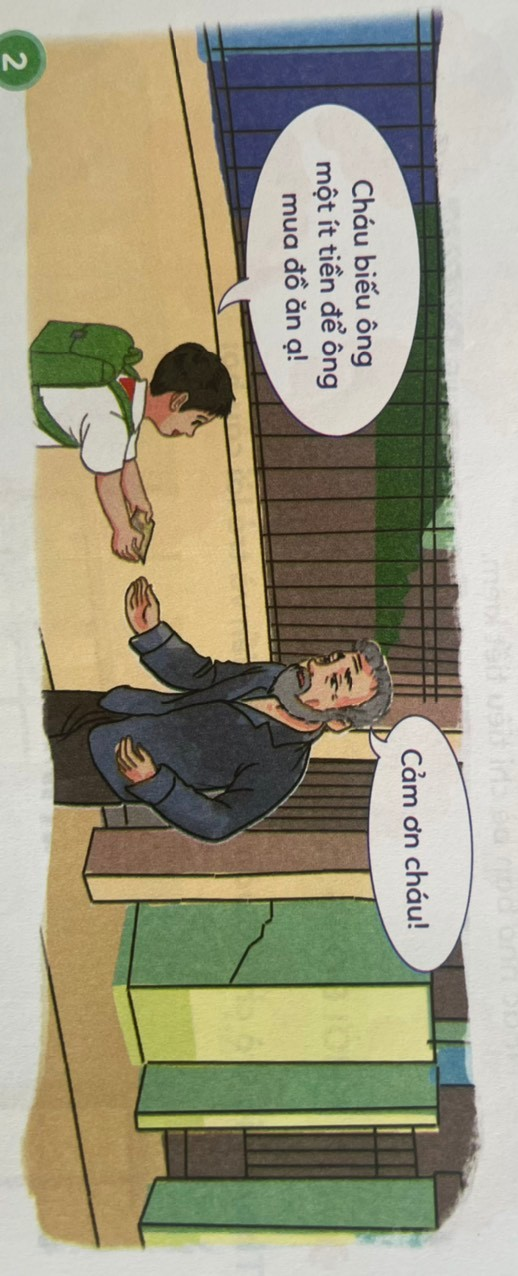 Cháu biếu ông
một ít tiền để ông
mua đồ ăn ạ!
Cảm ơn cháu!
2